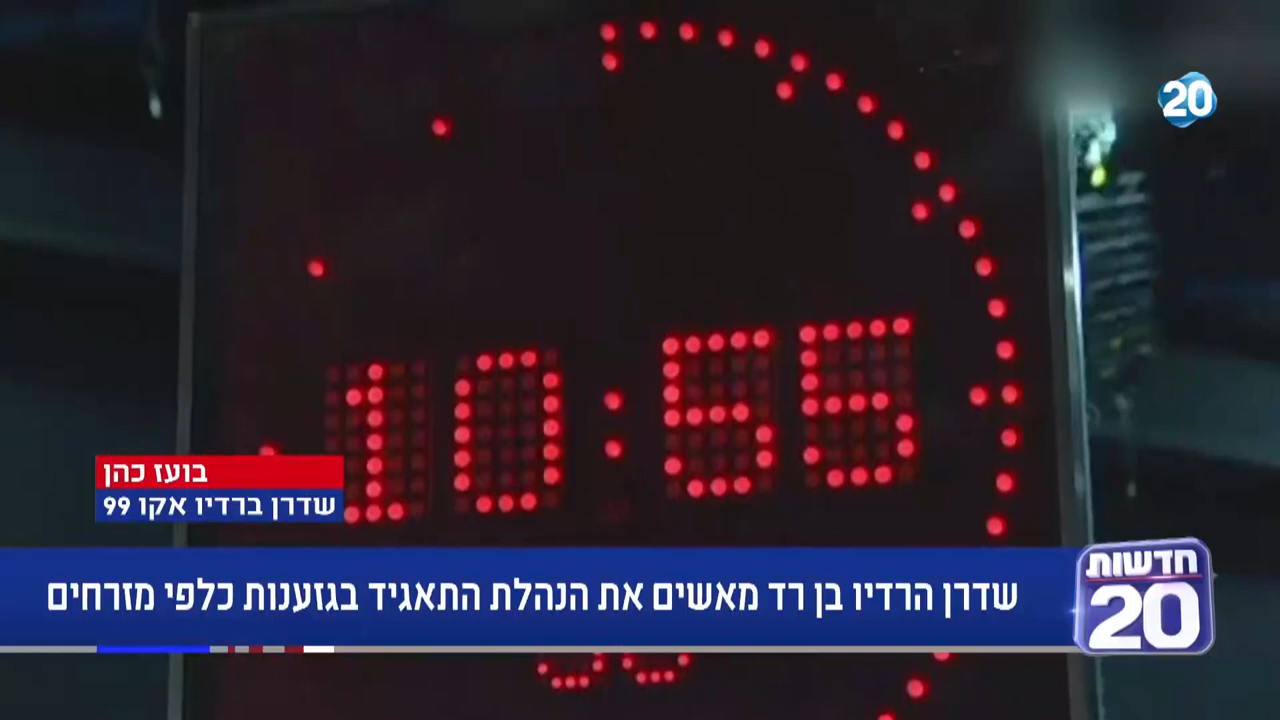 20
10:55
בועז כהן
שדרן ברדיו אקו 99
שדרן הרדיו בן רד מאשים את הנהלת התאגיד בגזענות כלפי מזרחים
חדשות
20